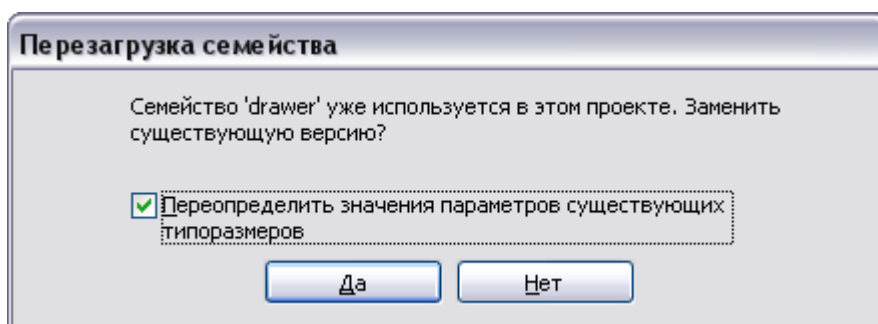 Перезагрузка семейства
Семейство 'drawer' уже используется в этом проекте. Заменить
существующую версию?
Переопределить значения параметров существующих
типоразмеров
Да
Нет